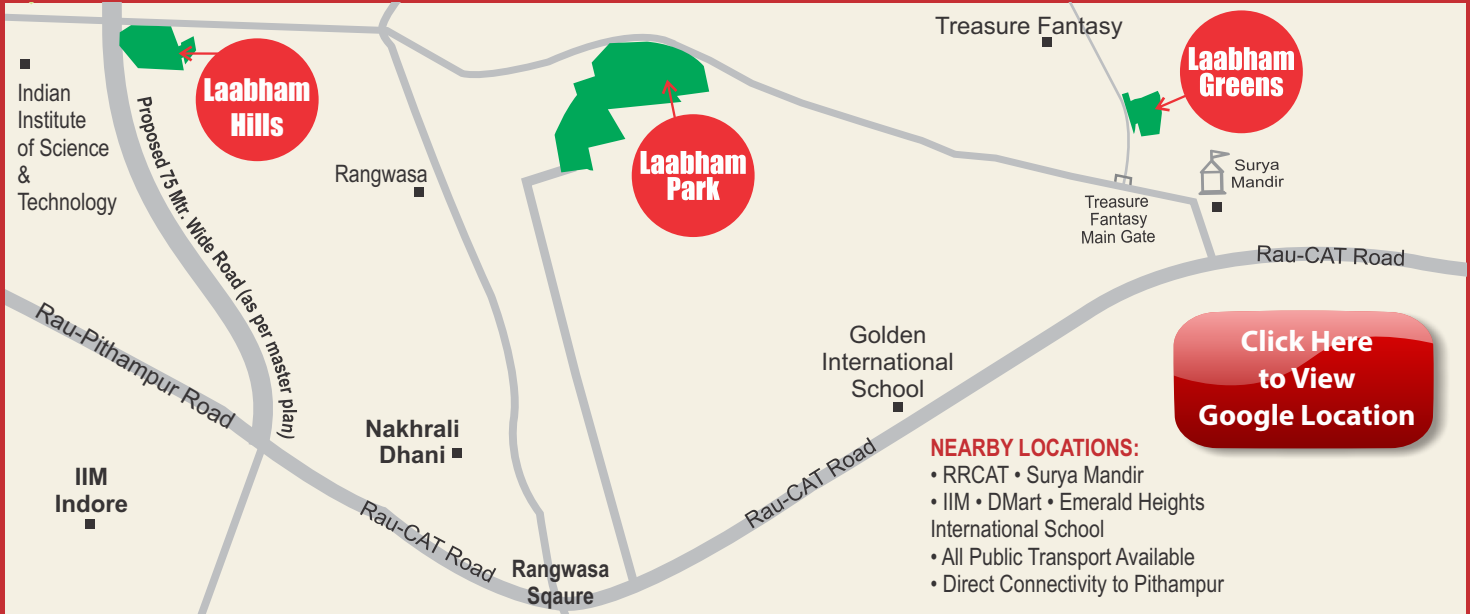 Treasure Fantasy
Laabham
Hills
Laabham
Greens
Indian
Institute
of Science
&
Technology
Proposed 75 Mtr. Wide Road (as per master plan)
Rangwasa
Laabham
Park
Surya
Mandir
Treasure
Fantasy
Main Gate
Rau-CAT Road
Rau-Pithampur Road
Golden
International
School
Click Here
to View
Google Location
Nakhrali
Dhani
IIM
Indore
Rau-CAT Road
Rau-CAT Road
Rangwasa
Sqaure
NEARBY LOCATIONS:
• RRCAT • Surya Mandir
• IIM • DMart • Emerald Heights
International School
• All Public Transport Available
• Direct Connectivity to Pithampur